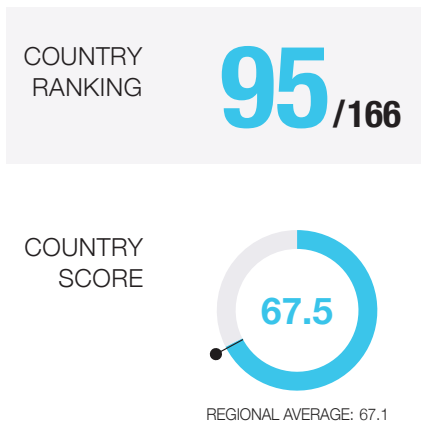 COUNTRY
RANKING
95/166
COUNTRY
SCORE
67.5
REGIONAL AVERAGE: 67.1